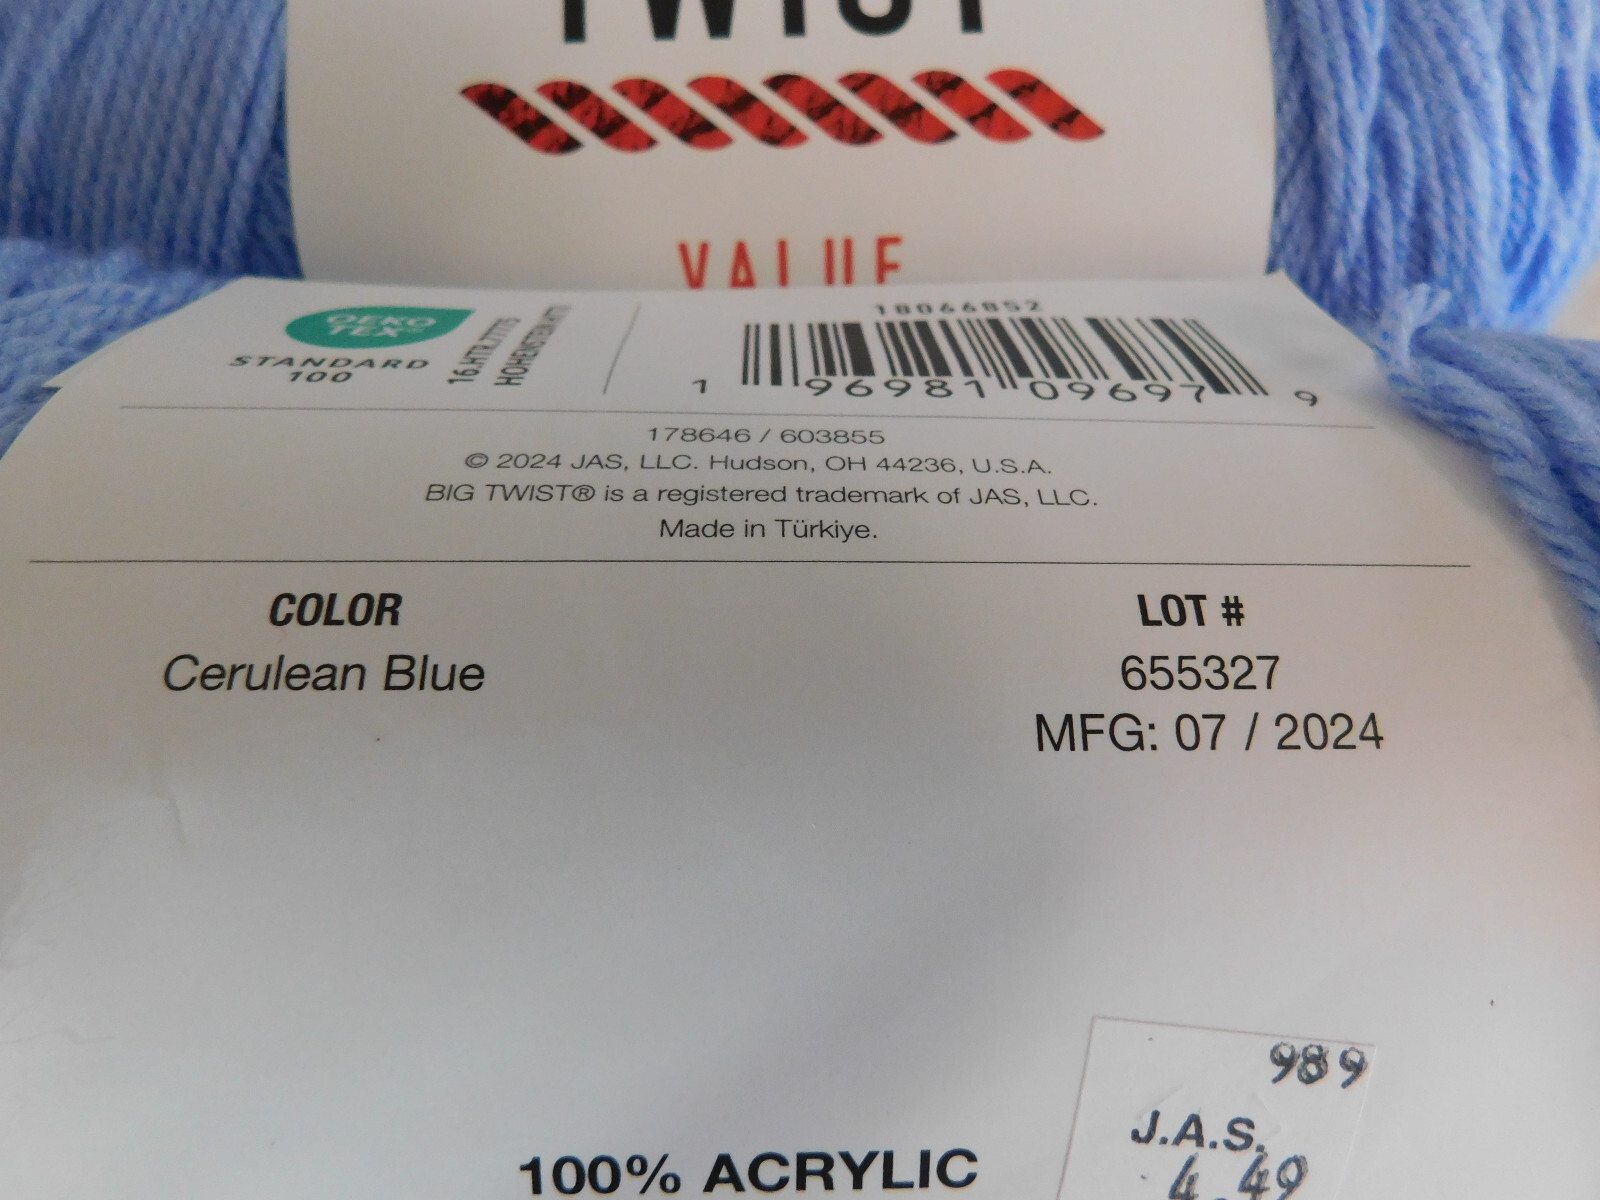 TWIST
VALUE
OEKO
TEX®
STANDARD
100
16.HTR.77775
HOHENSTEIN HTTI
18066852
1 96981 09697 9
178646 / 603855
© 2024 JAS, LLC. Hudson, OH 44236, U.S.A.
BIG TWIST® is a registered trademark of JAS, LLC.
Made in Türkiye.
COLOR
Cerulean Blue
LOT #
655327
MFG: 07 / 2024
989
J.A.S.
4.49
100% ACRYLIC